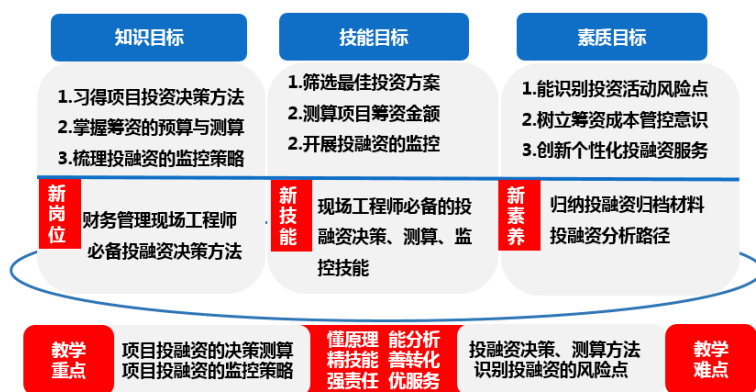 知识目标
1.习得项目投资决策方法
2.掌握筹资的预算与测算
3.梳理投融资的监控策略
新岗位
财务管理现场工程师
必备投融资决策方法
技能目标
1.筛选最佳投资方案
2.测算项目筹资金额
2.开展投融资的监控
新技能
现场工程师必备的投
融资决策、测算、监
控技能
素质目标
1.能识别投资活动风险点
2.树立筹资成本管控意识
3.创新个性化投融资服务
新素养
归纳投融资归档材料
投融资分析路径
教学
重点
项目投融资的决策测算
项目投融资的监控策略
懂原理 能分析
精技能 善转化
强责任 优服务
投融资决策、测算方法
识别投融资的风险点
教学
难点